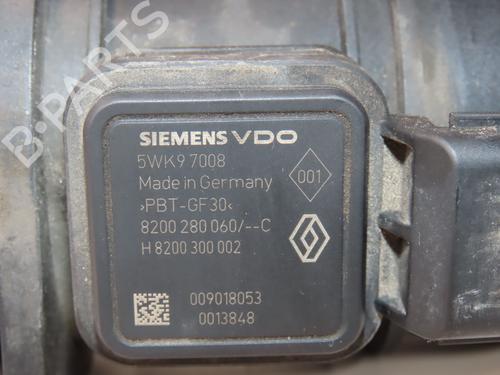 B-PARTS
SIEMENS VDO
5WK9 7008
001
Made in Germany
>PBT-GF30<
8200 280 060/--C
H 8200 300 002
009018053
0013848